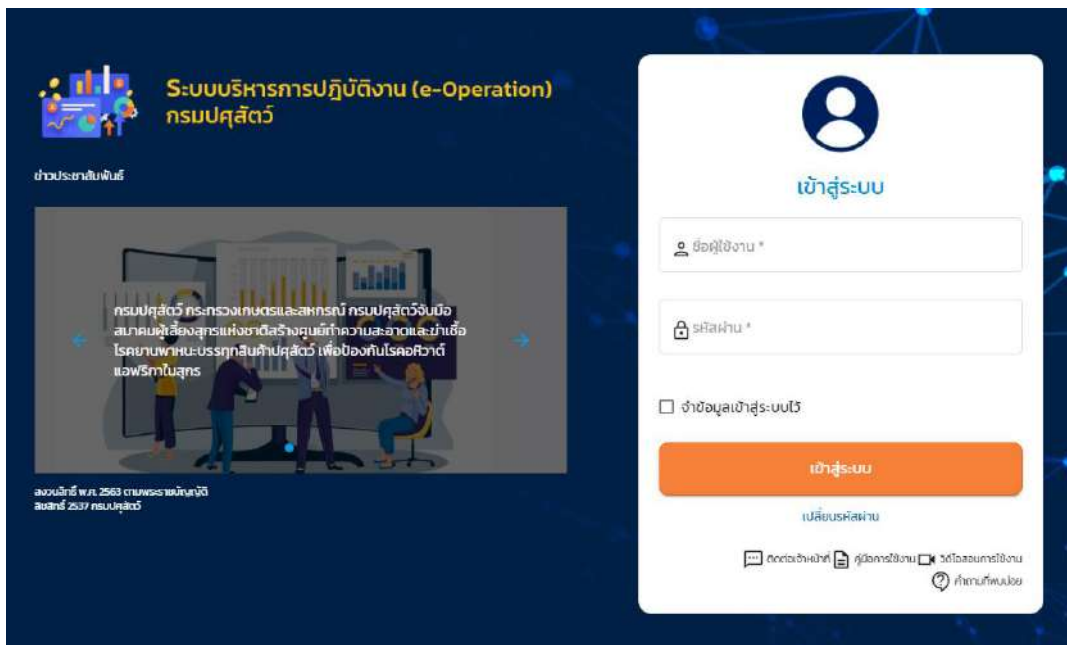 ระบบบริหารการปฏิบัติงาน (e-Operation)
กรมปศุสัตว์
ข่าวประชาสัมพันธ์
กรมปศุสัตว์ กระทรวงเกษตรและสหกรณ์ กรมปศุสัตว์จับมือ
สมาคมผู้เลี้ยงสุกรแห่งชาติสร้างศูนย์ทำความสะอาดและฆ่าเชื้อ
โรคยานพาหนะบรรทุกสินค้าปศุสัตว์ เพื่อป้องกันโรคอหิวาต์
แอฟริกาในสุกร
สงวนลิขสิทธิ์ พ.ศ. 2563 ตามพระราชบัญญัติ
ลิขสิทธิ์ 2537 กรมปศุสัตว์
เข้าสู่ระบบ
ชื่อผู้ใช้งาน *
รหัสผ่าน *
จำข้อมูลเข้าสู่ระบบไว้
เข้าสู่ระบบ
เปลี่ยนรหัสผ่าน
ติดต่อเจ้าหน้าที่ คู่มือการใช้งาน วิดีโอสอนการใช้งาน
คำถามที่พบบ่อย